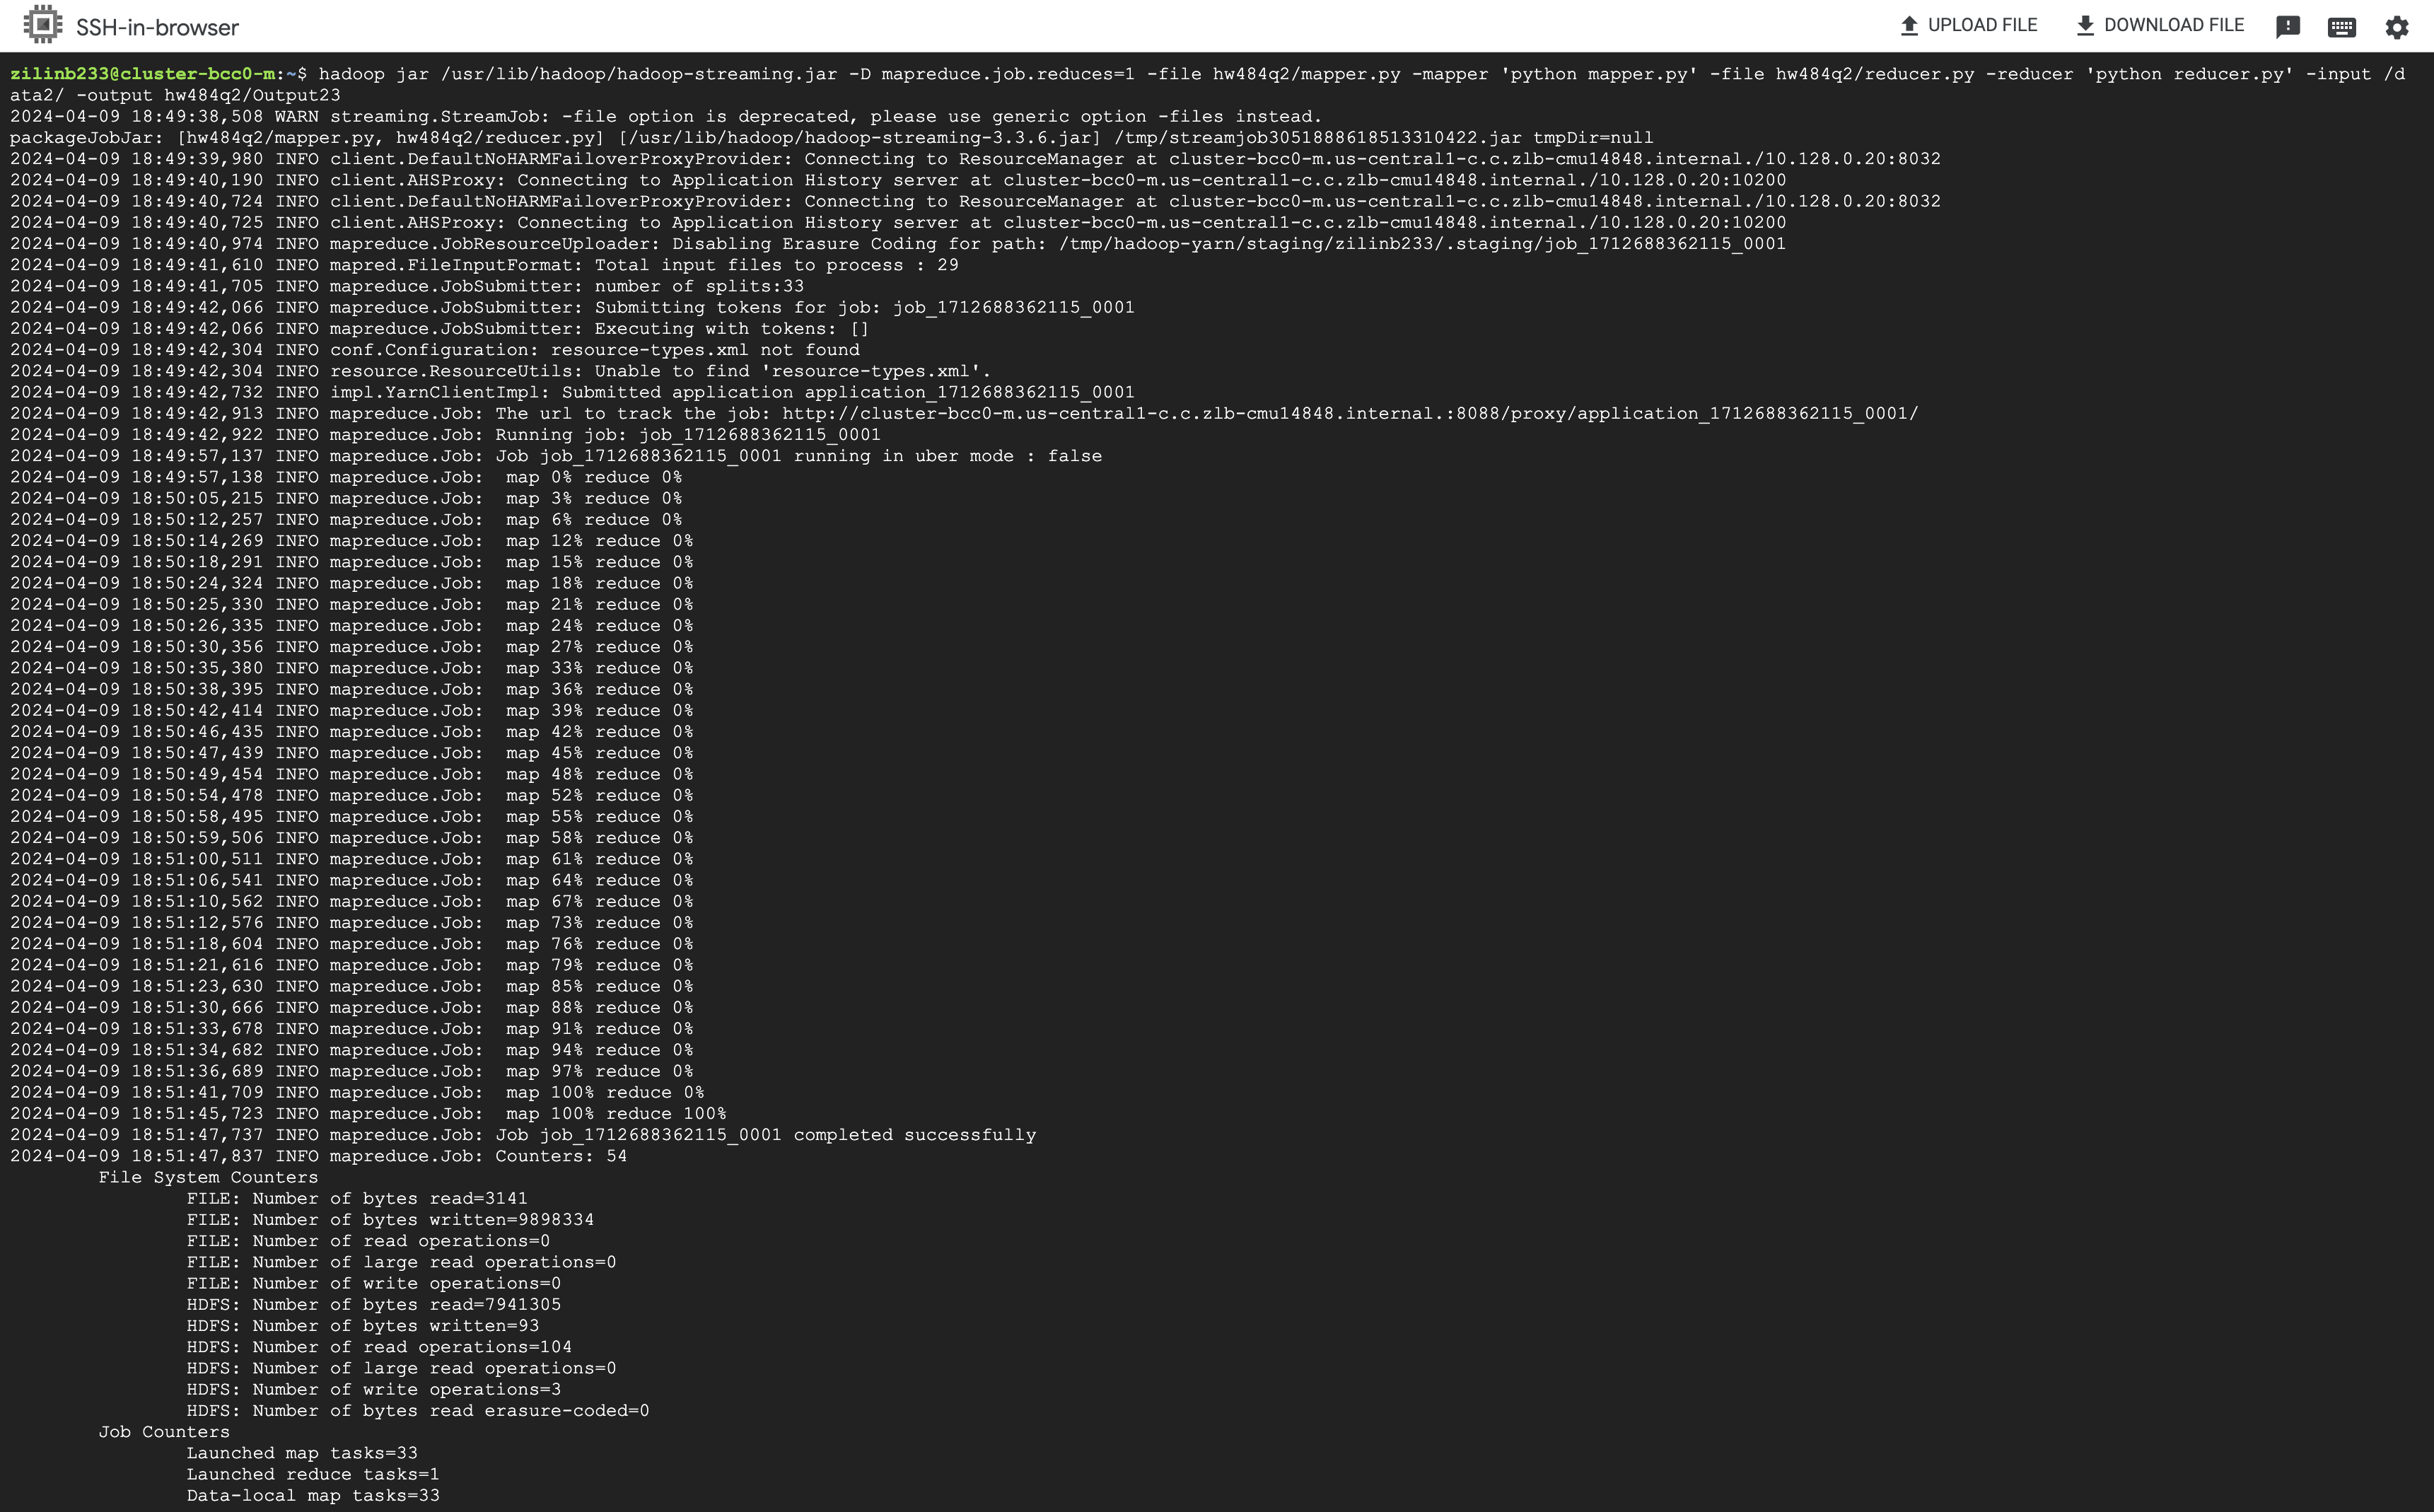 SSH-in-browser
UPLOAD FILE
DOWNLOAD FILE
zilinb233@cluster-bcc0-m:~$ hadoop jar /usr/lib/hadoop/hadoop-streaming.jar -D mapreduce.job.reduces=1 -file hw484q2/mapper.py -mapper 'python mapper.py' -file hw484q2/reducer.py -reducer 'python reducer.py' -input /d
ata2/ -output hw484q2/Output23
2024-04-09 18:49:38,508 WARN streaming.StreamJob: -file option is deprecated, please use generic option -files instead.
packageJobJar: [hw484q2/mapper.py, hw484q2/reducer.py] [/usr/lib/hadoop/hadoop-streaming-3.3.6.jar] /tmp/streamjob3051888618513310422.jar tmpDir=null
2024-04-09 18:49:39,980 INFO client.DefaultNoHARMFailoverProxyProvider: Connecting to ResourceManager at cluster-bcc0-m.us-central1-c.c.zlb-cmu14848.internal./10.128.0.20:8032
2024-04-09 18:49:40,190 INFO client.AHSProxy: Connecting to Application History server at cluster-bcc0-m.us-central1-c.c.zlb-cmu14848.internal./10.128.0.20:10200
2024-04-09 18:49:40,724 INFO client.DefaultNoHARMFailoverProxyProvider: Connecting to ResourceManager at cluster-bcc0-m.us-central1-c.c.zlb-cmu14848.internal./10.128.0.20:8032
2024-04-09 18:49:40,725 INFO client.AHSProxy: Connecting to Application History server at cluster-bcc0-m.us-central1-c.c.zlb-cmu14848.internal./10.128.0.20:10200
2024-04-09 18:49:40,974 INFO mapreduce.JobResourceUploader: Disabling Erasure Coding for path: /tmp/hadoop-yarn/staging/zilinb233/.staging/job_1712688362115_0001
2024-04-09 18:49:41,610 INFO mapred.FileInputFormat: Total input files to process : 29
2024-04-09 18:49:41,705 INFO mapreduce.JobSubmitter: number of splits:33
2024-04-09 18:49:42,066 INFO mapreduce.JobSubmitter: Submitting tokens for job: job_1712688362115_0001
2024-04-09 18:49:42,066 INFO mapreduce.JobSubmitter: Executing with tokens: []
2024-04-09 18:49:42,304 INFO conf.Configuration: resource-types.xml not found
2024-04-09 18:49:42,304 INFO resource.ResourceUtils: Unable to find 'resource-types.xml'.
2024-04-09 18:49:42,732 INFO impl.YarnClientImpl: Submitted application application_1712688362115_0001
2024-04-09 18:49:42,913 INFO mapreduce.Job: The url to track the job: http://cluster-bcc0-m.us-central1-c.c.zlb-cmu14848.internal.:8088/proxy/application_1712688362115_0001/
2024-04-09 18:49:42,922 INFO mapreduce.Job: Running job: job_1712688362115_0001
2024-04-09 18:49:57,137 INFO mapreduce.Job: Job job_1712688362115_0001 running in uber mode : false
2024-04-09 18:49:57,138 INFO mapreduce.Job:  map 0% reduce 0%
2024-04-09 18:50:05,215 INFO mapreduce.Job:  map 3% reduce 0%
2024-04-09 18:50:12,257 INFO mapreduce.Job:  map 6% reduce 0%
2024-04-09 18:50:14,269 INFO mapreduce.Job:  map 12% reduce 0%
2024-04-09 18:50:18,291 INFO mapreduce.Job:  map 15% reduce 0%
2024-04-09 18:50:24,324 INFO mapreduce.Job:  map 18% reduce 0%
2024-04-09 18:50:25,330 INFO mapreduce.Job:  map 21% reduce 0%
2024-04-09 18:50:26,335 INFO mapreduce.Job:  map 24% reduce 0%
2024-04-09 18:50:30,356 INFO mapreduce.Job:  map 27% reduce 0%
2024-04-09 18:50:35,380 INFO mapreduce.Job:  map 33% reduce 0%
2024-04-09 18:50:38,395 INFO mapreduce.Job:  map 36% reduce 0%
2024-04-09 18:50:42,414 INFO mapreduce.Job:  map 39% reduce 0%
2024-04-09 18:50:46,435 INFO mapreduce.Job:  map 42% reduce 0%
2024-04-09 18:50:47,439 INFO mapreduce.Job:  map 45% reduce 0%
2024-04-09 18:50:49,454 INFO mapreduce.Job:  map 48% reduce 0%
2024-04-09 18:50:54,478 INFO mapreduce.Job:  map 52% reduce 0%
2024-04-09 18:50:58,495 INFO mapreduce.Job:  map 55% reduce 0%
2024-04-09 18:50:59,506 INFO mapreduce.Job:  map 58% reduce 0%
2024-04-09 18:51:00,511 INFO mapreduce.Job:  map 61% reduce 0%
2024-04-09 18:51:06,541 INFO mapreduce.Job:  map 64% reduce 0%
2024-04-09 18:51:10,562 INFO mapreduce.Job:  map 67% reduce 0%
2024-04-09 18:51:12,576 INFO mapreduce.Job:  map 73% reduce 0%
2024-04-09 18:51:18,604 INFO mapreduce.Job:  map 76% reduce 0%
2024-04-09 18:51:21,616 INFO mapreduce.Job:  map 79% reduce 0%
2024-04-09 18:51:23,630 INFO mapreduce.Job:  map 85% reduce 0%
2024-04-09 18:51:30,666 INFO mapreduce.Job:  map 88% reduce 0%
2024-04-09 18:51:33,678 INFO mapreduce.Job:  map 91% reduce 0%
2024-04-09 18:51:34,682 INFO mapreduce.Job:  map 94% reduce 0%
2024-04-09 18:51:36,689 INFO mapreduce.Job:  map 97% reduce 0%
2024-04-09 18:51:41,709 INFO mapreduce.Job:  map 100% reduce 0%
2024-04-09 18:51:45,723 INFO mapreduce.Job:  map 100% reduce 100%
2024-04-09 18:51:47,737 INFO mapreduce.Job: Job job_1712688362115_0001 completed successfully
2024-04-09 18:51:47,837 INFO mapreduce.Job: Counters: 54
File System Counters
FILE: Number of bytes read=3141
FILE: Number of bytes written=9898334
FILE: Number of read operations=0
FILE: Number of large read operations=0
FILE: Number of write operations=0
HDFS: Number of bytes read=7941305
HDFS: Number of bytes written=93
HDFS: Number of read operations=104
HDFS: Number of large read operations=0
HDFS: Number of write operations=3
HDFS: Number of bytes read erasure-coded=0
Job Counters
Launched map tasks=33
Launched reduce tasks=1
Data-local map tasks=33